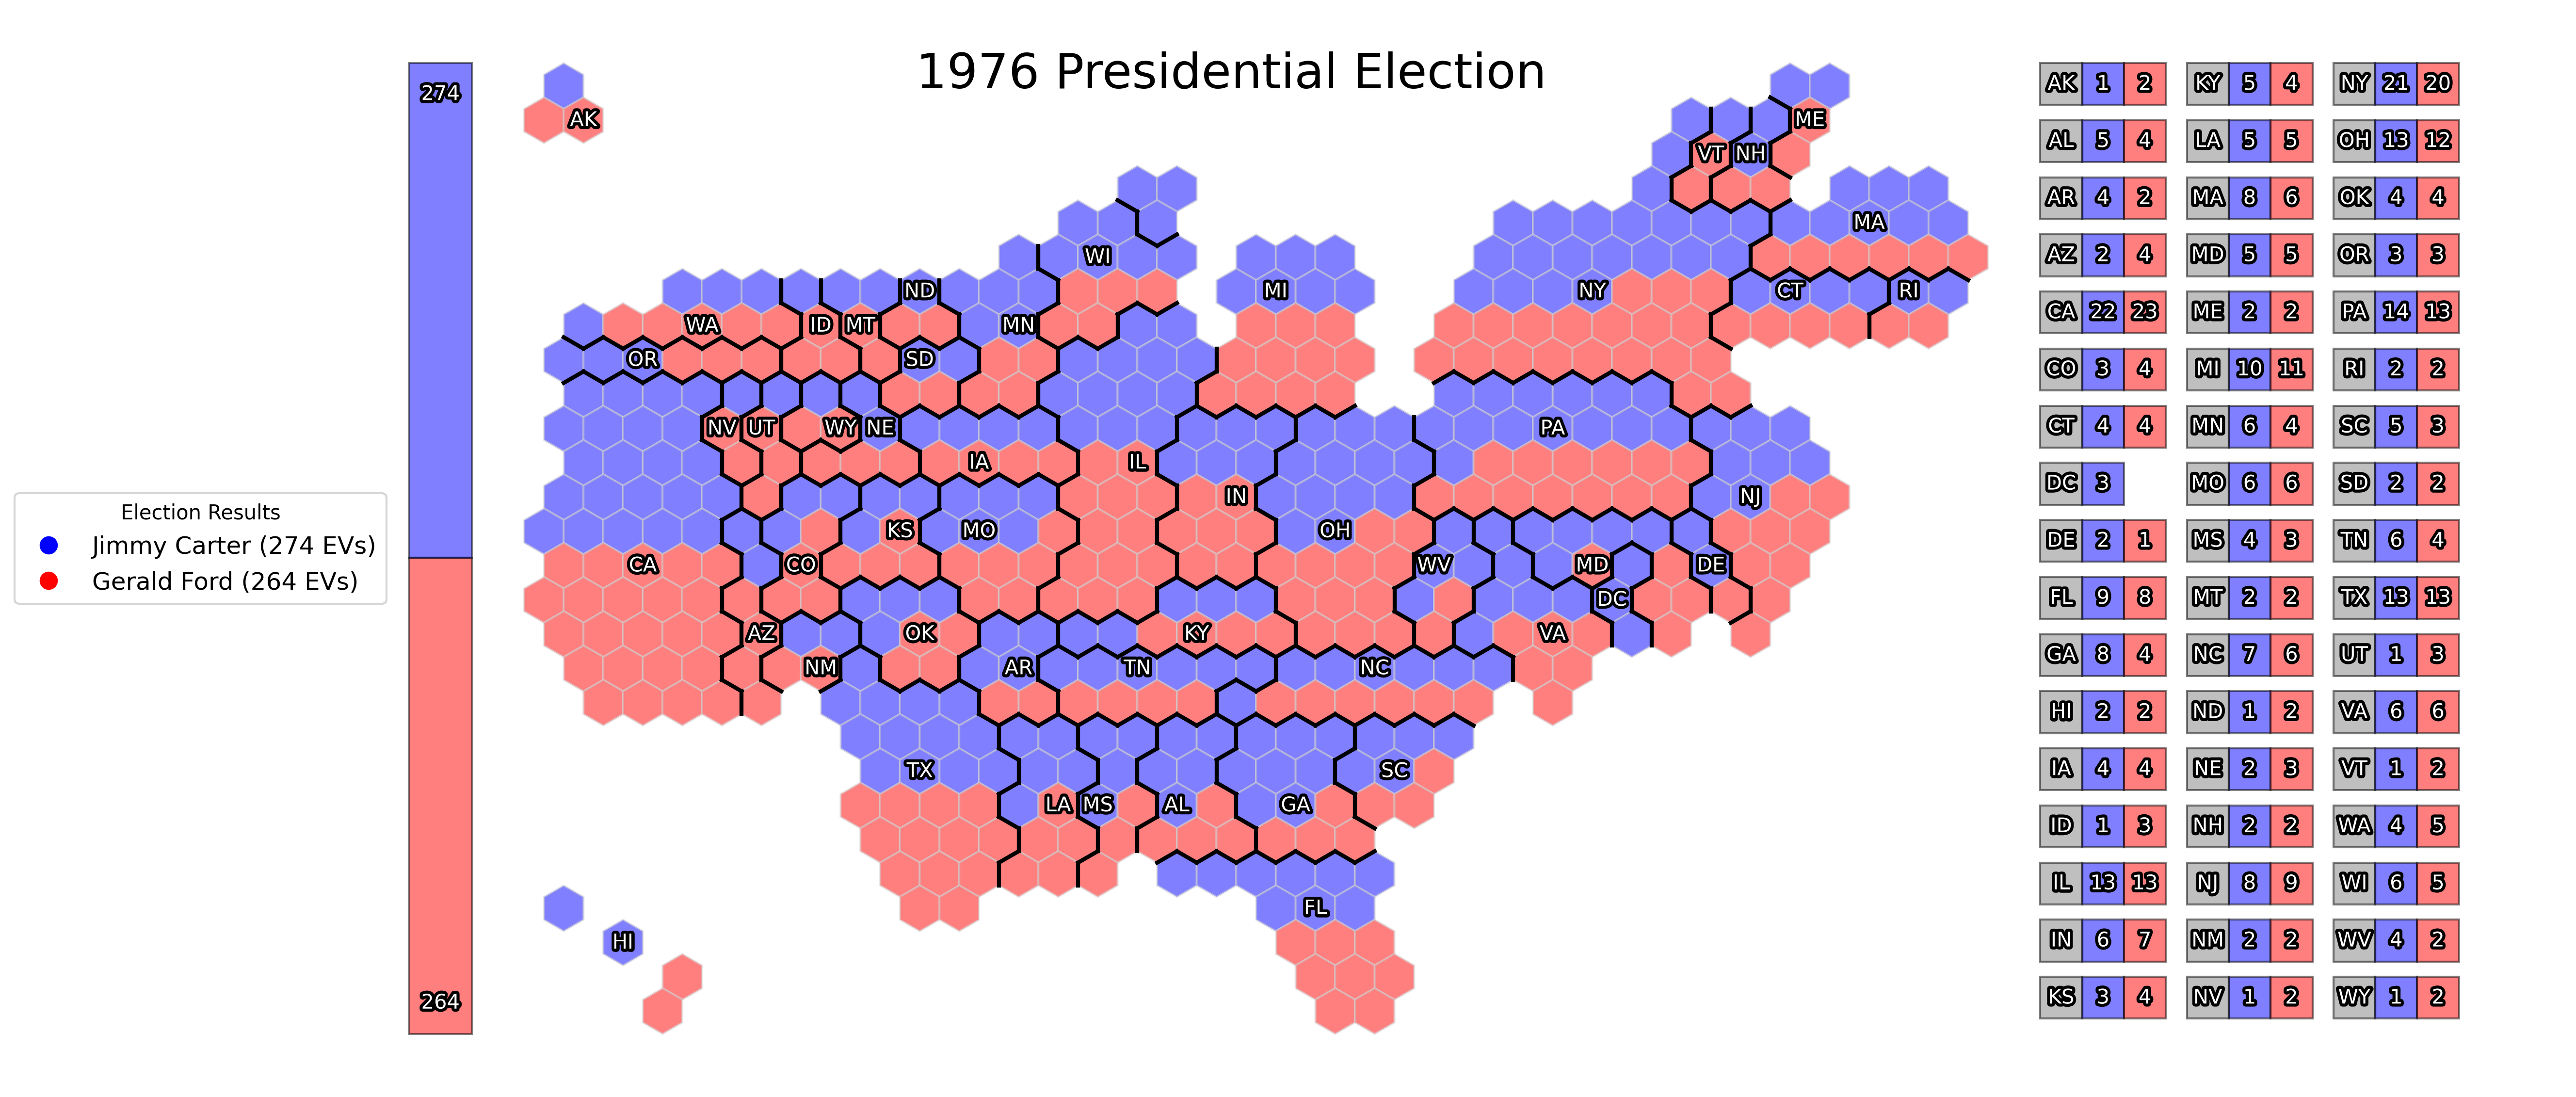 1976 Presidential Election
274
264
Election Results
Jimmy Carter (274 EVs)
Gerald Ford (264 EVs)
AK
ME
VT NH
MA
WI
ND MI NY CT RI
WA ID MT MN
OR SD
NV UT WY NE PA
IA IL
IN NJ
KS MO OH
CA CO WV MD DE
DC
AZ OK KY VA
NM AR TN NC
TX SC
LA MS AL GA
FL
HI
AK 1 2 KY 5 4 NY 21 20
AL 5 4 LA 5 5 OH 13 12
AR 4 2 MA 8 6 OK 4 4
AZ 2 4 MD 5 5 OR 3 3
CA 22 23 ME 2 2 PA 14 13
CO 3 4 MI 10 11 RI 2 2
CT 4 4 MN 6 4 SC 5 3
DC 3 MO 6 6 SD 2 2
DE 2 1 MS 4 3 TN 6 4
FL 9 8 MT 2 2 TX 13 13
GA 8 4 NC 7 6 UT 1 3
HI 2 2 ND 1 2 VA 6 6
IA 4 4 NE 2 3 VT 1 2
ID 1 3 NH 2 2 WA 4 5
IL 13 13 NJ 8 9 WI 6 5
IN 6 7 NM 2 2 WV 4 2
KS 3 4 NV 1 2 WY 1 2